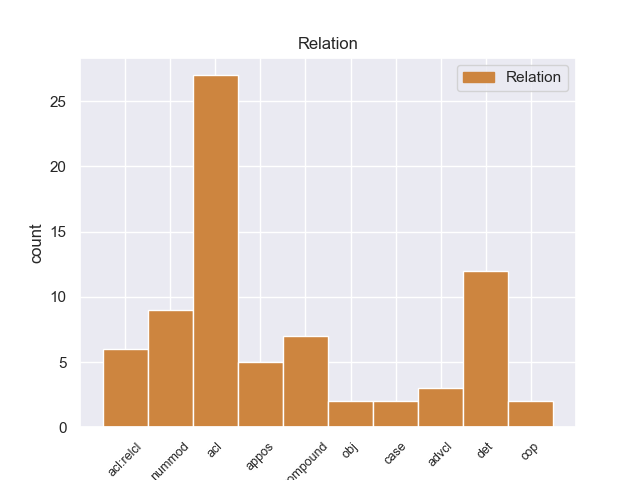 Relation
Relation
count
25
20
15
10
5
0
acl:relcl
nummod
acl
appos
ompound
obj
case
advcl
det
cop